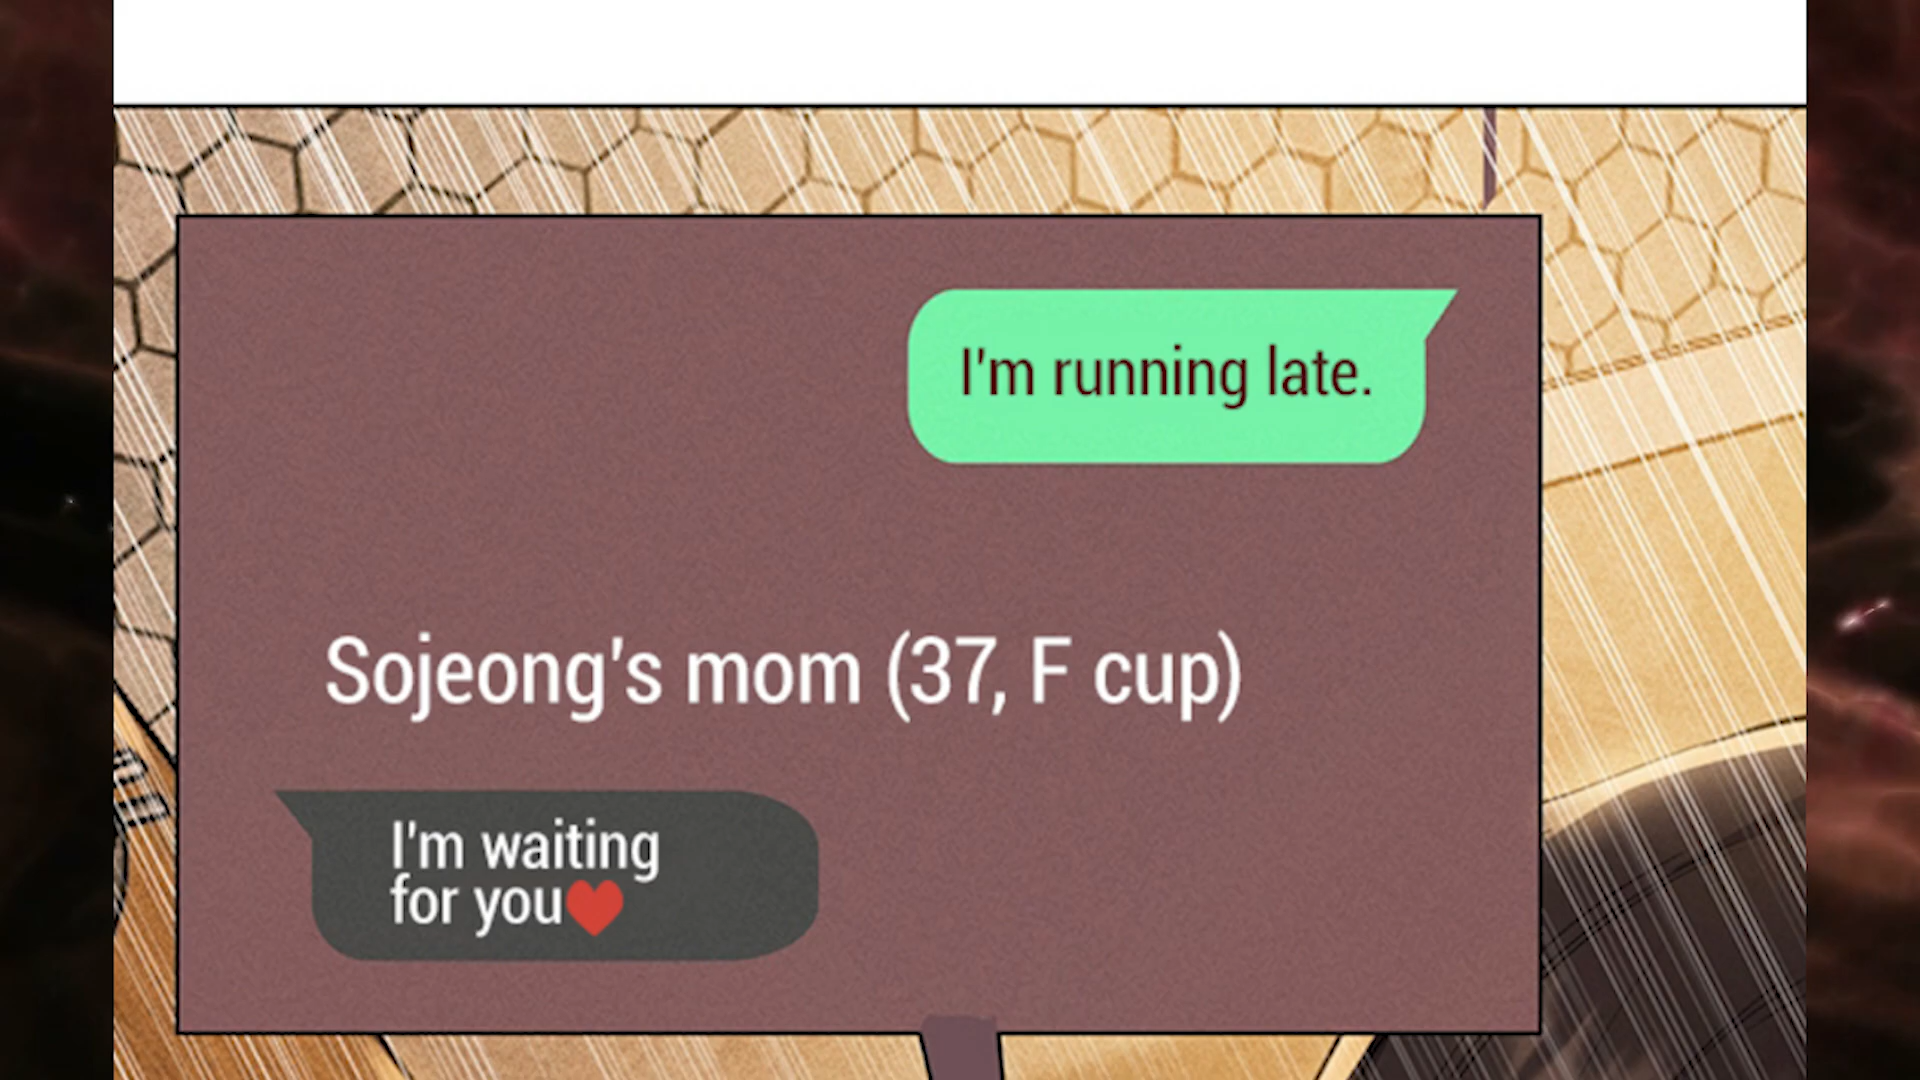 I'm running late.
Sojeong's mom (37, F cup)
I'm waiting
for you❤